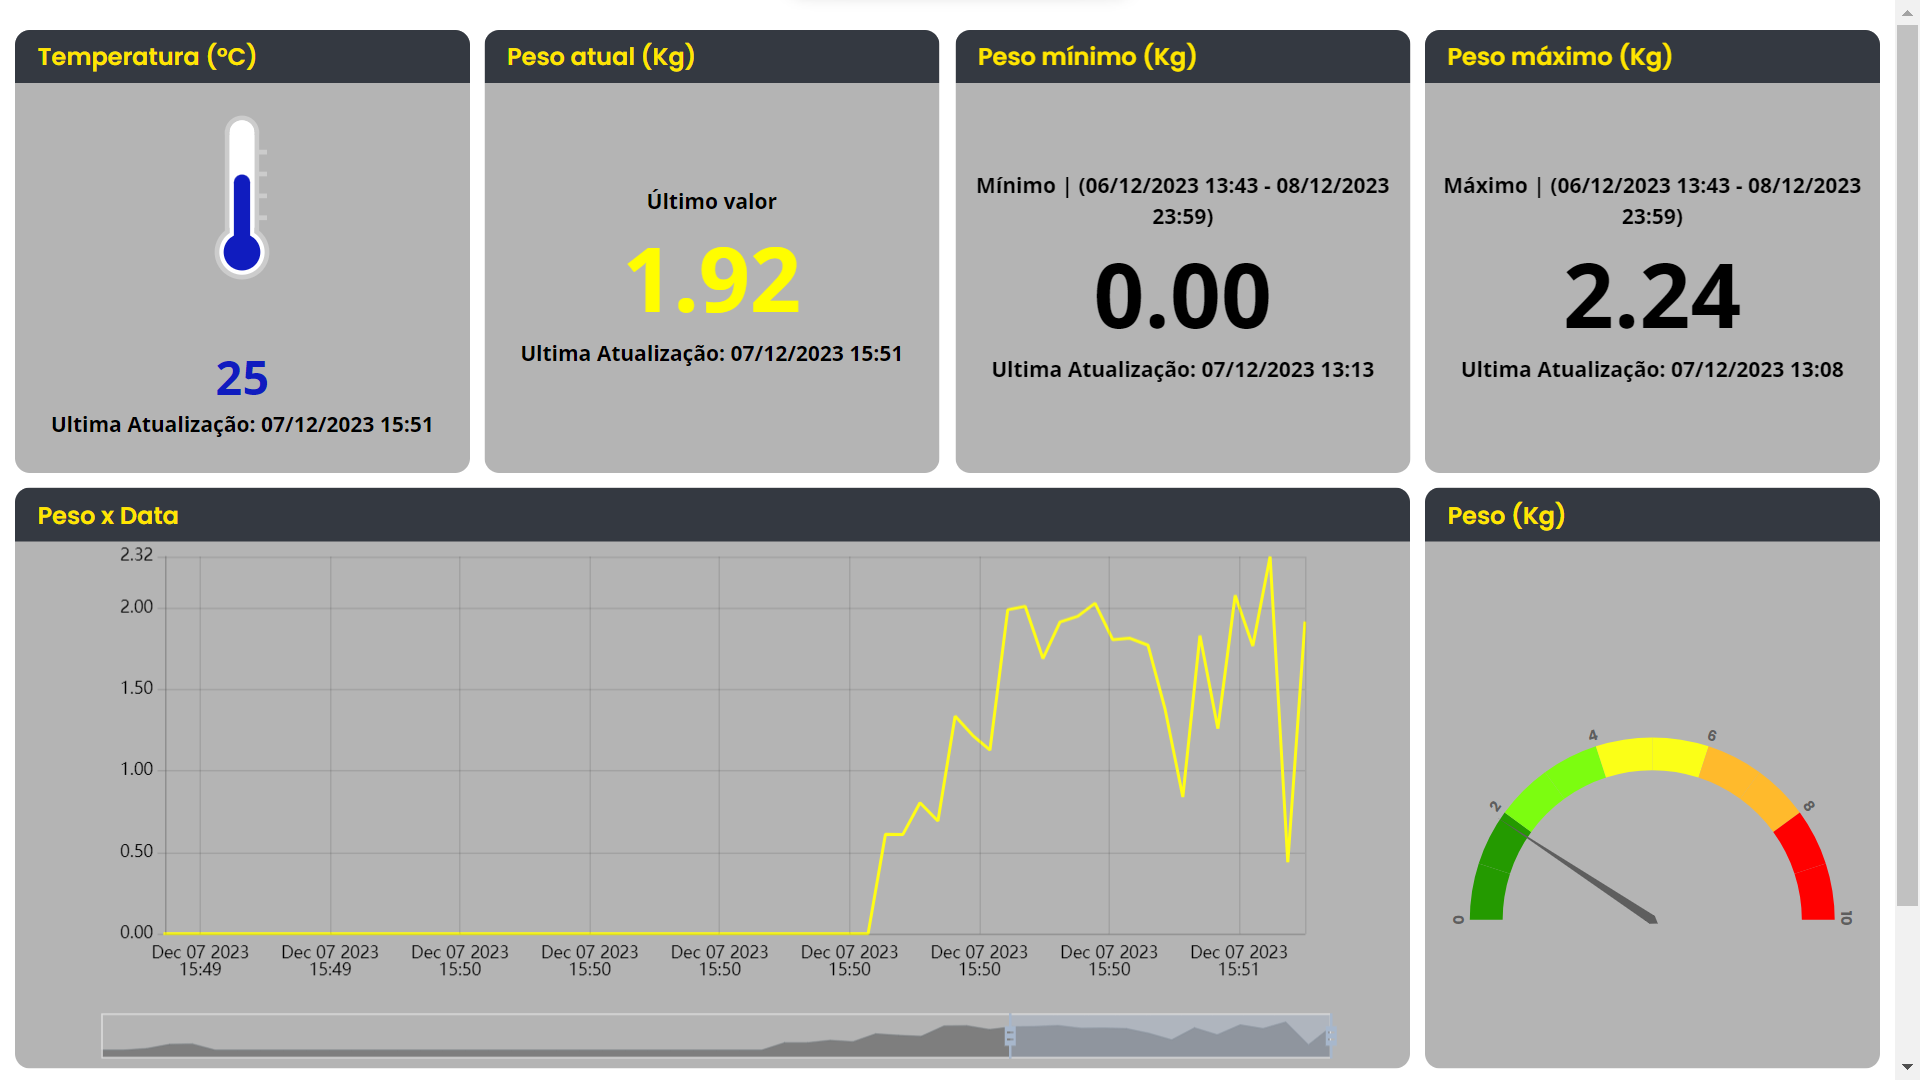 Temperatura (°C)
25
Ultima Atualização: 07/12/2023 15:51
Peso atual (Kg)
Último valor
1.92
Ultima Atualização: 07/12/2023 15:51
Peso mínimo (Kg)
Mínimo | (06/12/2023 13:43 - 08/12/2023
23:59)
0.00
Ultima Atualização: 07/12/2023 13:13
Peso máximo (Kg)
Máximo | (06/12/2023 13:43 - 08/12/2023
23:59)
2.24
Ultima Atualização: 07/12/2023 13:08
Peso x Data
2.32
2.00
1.50
1.00
0.50
0.00
Dec 07 2023 Dec 07 2023 Dec 07 2023 Dec 07 2023 Dec 07 2023 Dec 07 2023 Dec 07 2023 Dec 07 2023 Dec 07 2023
15:49 15:49 15:50 15:50 15:50 15:50 15:50 15:50 15:51
Peso (Kg)
0
2
4
6
8
10